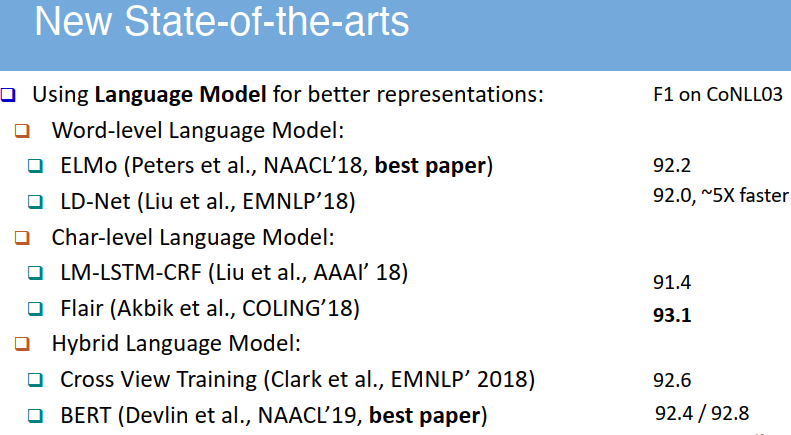 New State-of-the-arts
Using Language Model for better representations: F1 on CoNLL03
Word-level Language Model:
ELMo (Peters et al., NAACL’18, best paper) 92.2
LD-Net (Liu et al., EMNLP’18) 92.0, ~5X faster
Char-level Language Model:
LM-LSTM-CRF (Liu et al., AAAI’ 18) 91.4
Flair (Akbik et al., COLING’18) 93.1
Hybrid Language Model:
Cross View Training (Clark et al., EMNLP’ 2018) 92.6
BERT (Devlin et al., NAACL’19, best paper) 92.4 / 92.8